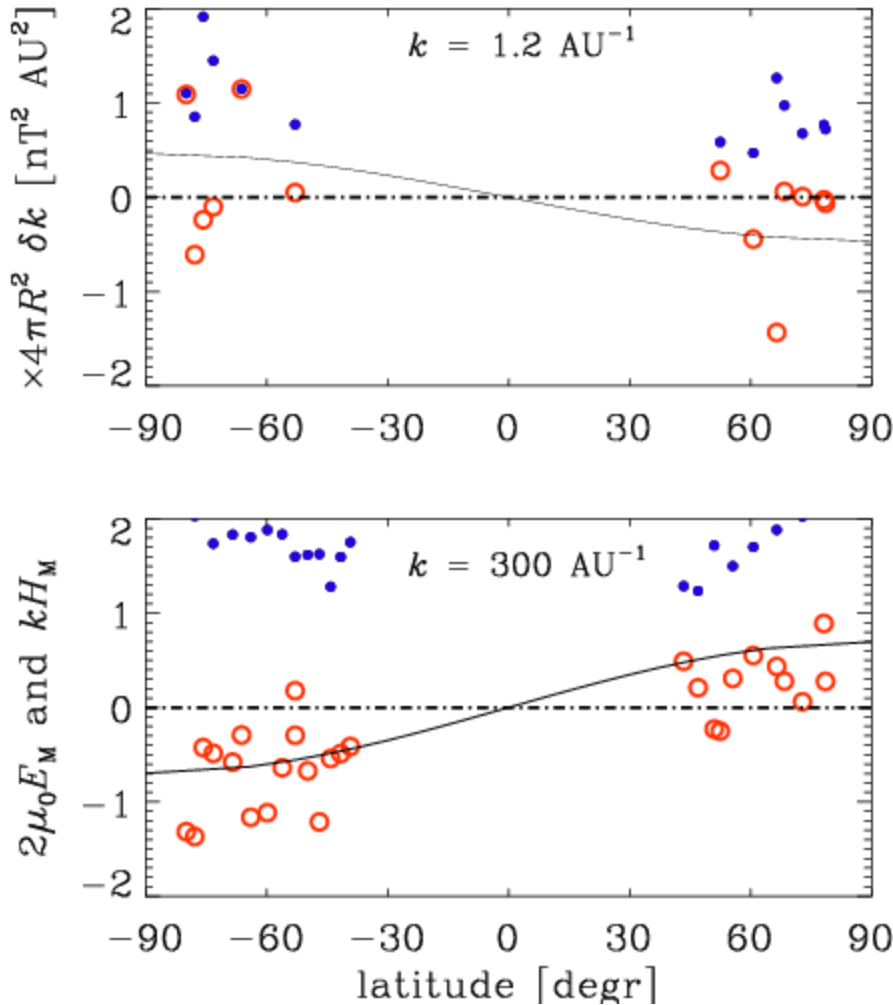 ×4πR² δk [nT² AU²]
2
1
0
−1
−2
k = 1.2 AU⁻¹
−90 −60 −30 0 30 60 90
2μ₀E_M and kH_M
2
1
0
−1
−2
k = 300 AU⁻¹
−90 −60 −30 0 30 60 90
latitude [degr]